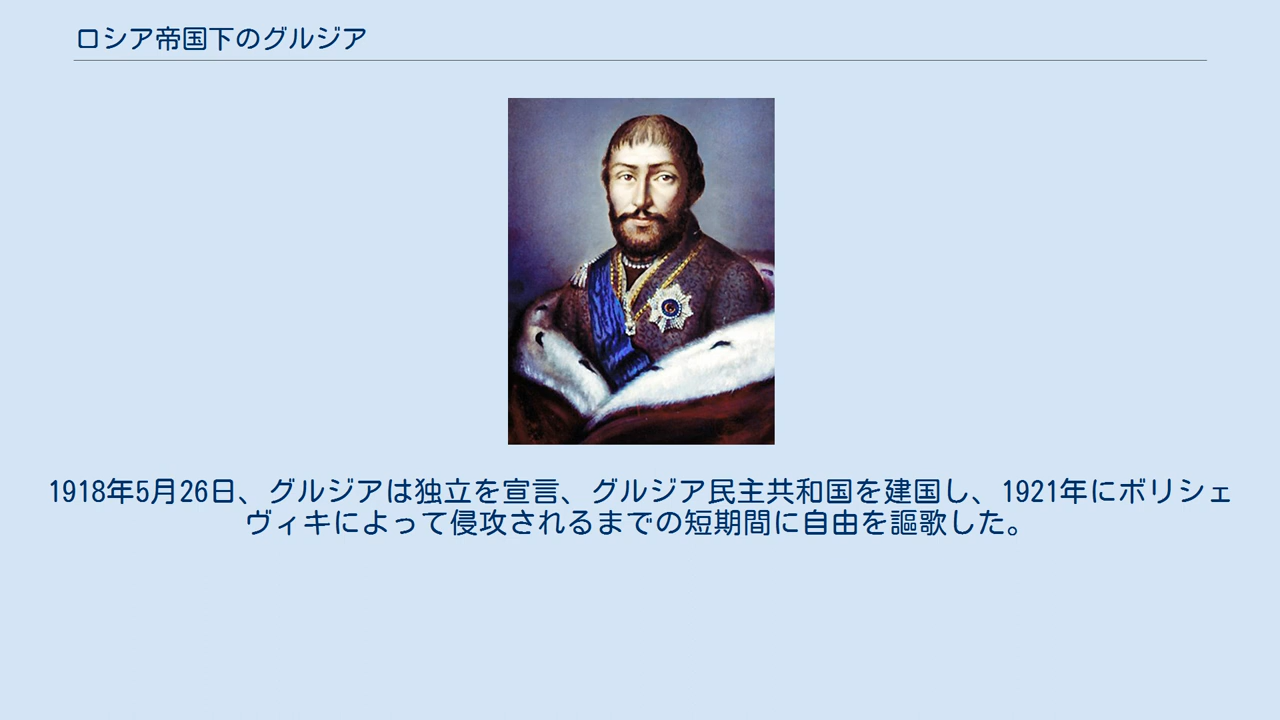 ロシア帝国下のグルジア
1918年5月26日、グルジアは独立を宣言、グルジア民主共和国を建国し、1921年にボリシェ
ヴィキによって侵攻されるまでの短期間に自由を謳歌した。